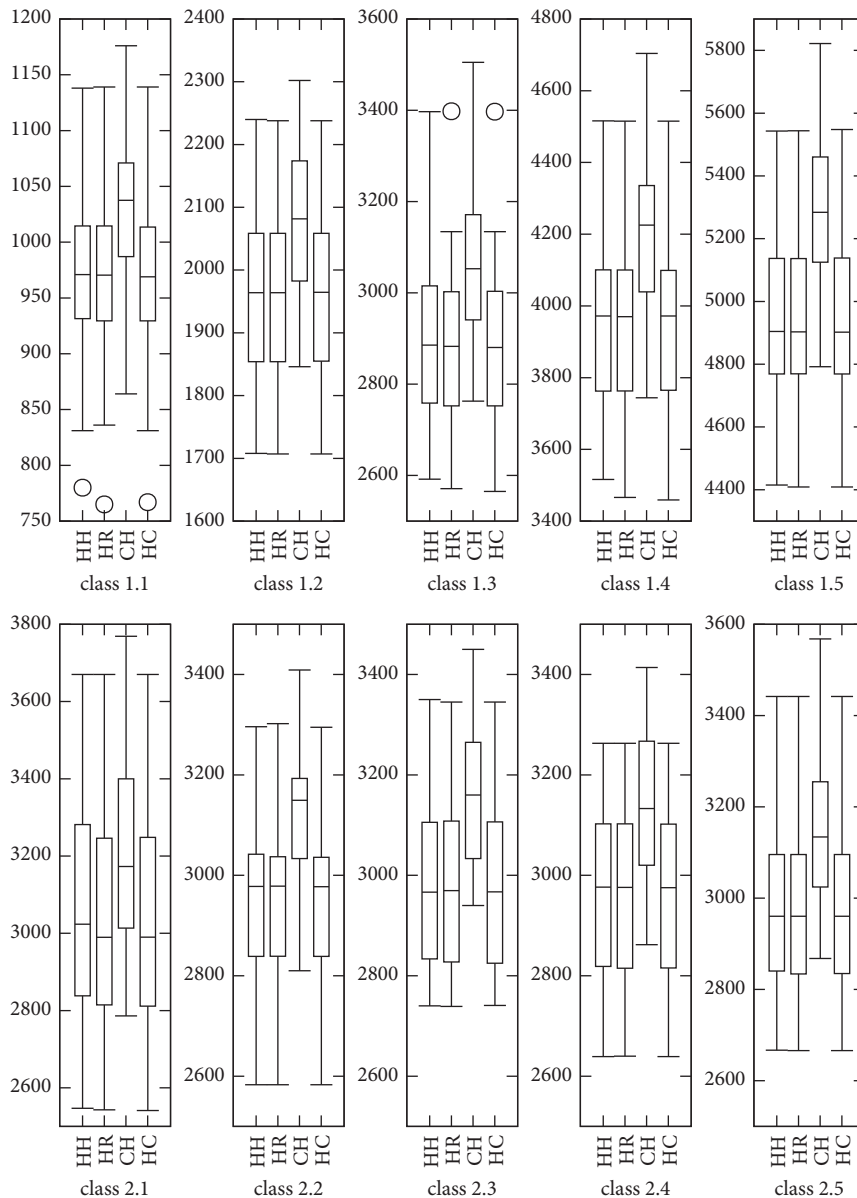 1200
1150
1100
1050
1000
950
900
850
800
750
HH
HR
CH
HC
class 1.1
2400
2300
2200
2100
2000
1900
1800
1700
1600
HH
HR
CH
HC
class 1.2
3600
3400
3200
3000
2800
2600
HH
HR
CH
HC
class 1.3
4800
4600
4400
4200
4000
3800
3600
3400
HH
HR
CH
HC
class 1.4
5800
5600
5400
5200
5000
4800
4600
4400
HH
HR
CH
HC
class 1.5
3800
3600
3400
3200
3000
2800
2600
HH
HR
CH
HC
class 2.1
3400
3200
3000
2800
2600
HH
HR
CH
HC
class 2.2
3400
3200
3000
2800
2600
HH
HR
CH
HC
class 2.3
3400
3200
3000
2800
2600
HH
HR
CH
HC
class 2.4
3600
3400
3200
3000
2800
2600
HH
HR
CH
HC
class 2.5